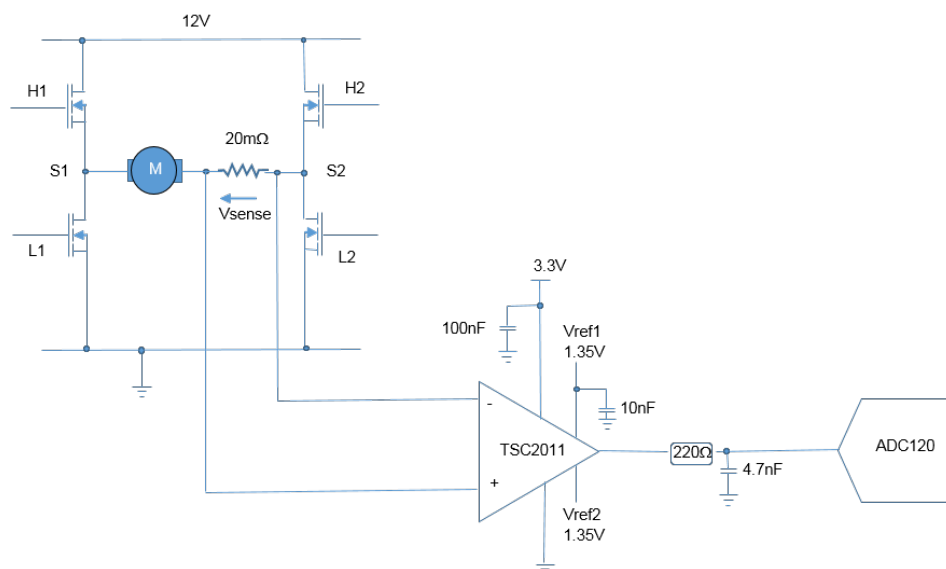 12V
H1
H2
20mΩ
S1
M
S2
Vsense
L1
L2
3.3V
100nF
Vref1
1.35V
10nF
-
TSC2011
220Ω
ADC120
4.7nF
+
Vref2
1.35V